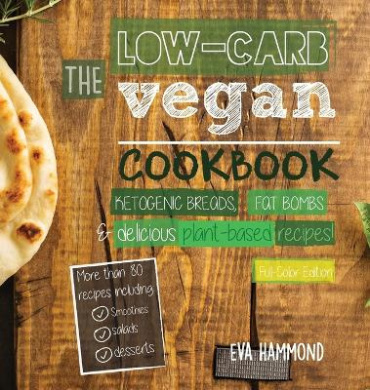 THE LOW-CARB
vegan
COOKBOOK
KETOGENIC BREADS, FAT BOMBS
& delicious plant-based recipes!
Full-Color Edition
More than 80
recipes including
Smoothies
salads
desserts
EVA HAMMOND